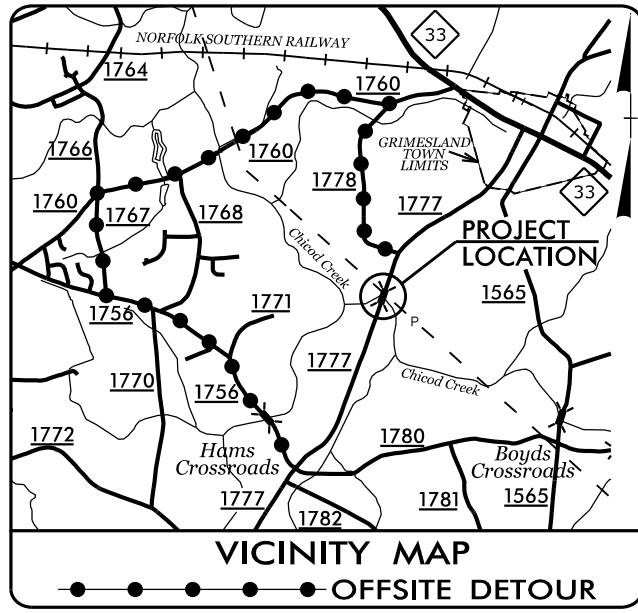 NORFOLK SOUTHERN RAILWAY
33
1764
1760
1766
1760
GRIMESLAND
TOWN
LIMITS
1778
1760
1767
1768
1777
33
PROJECT
LOCATION
Chicod Creek
1756
1771
1565
P
1777
Chicod Creek
1770
1756
1772
Hams
Crossroads
1780
Boyds
Crossroads
1777
1781
1565
1782
VICINITY MAP
OFFSITE DETOUR